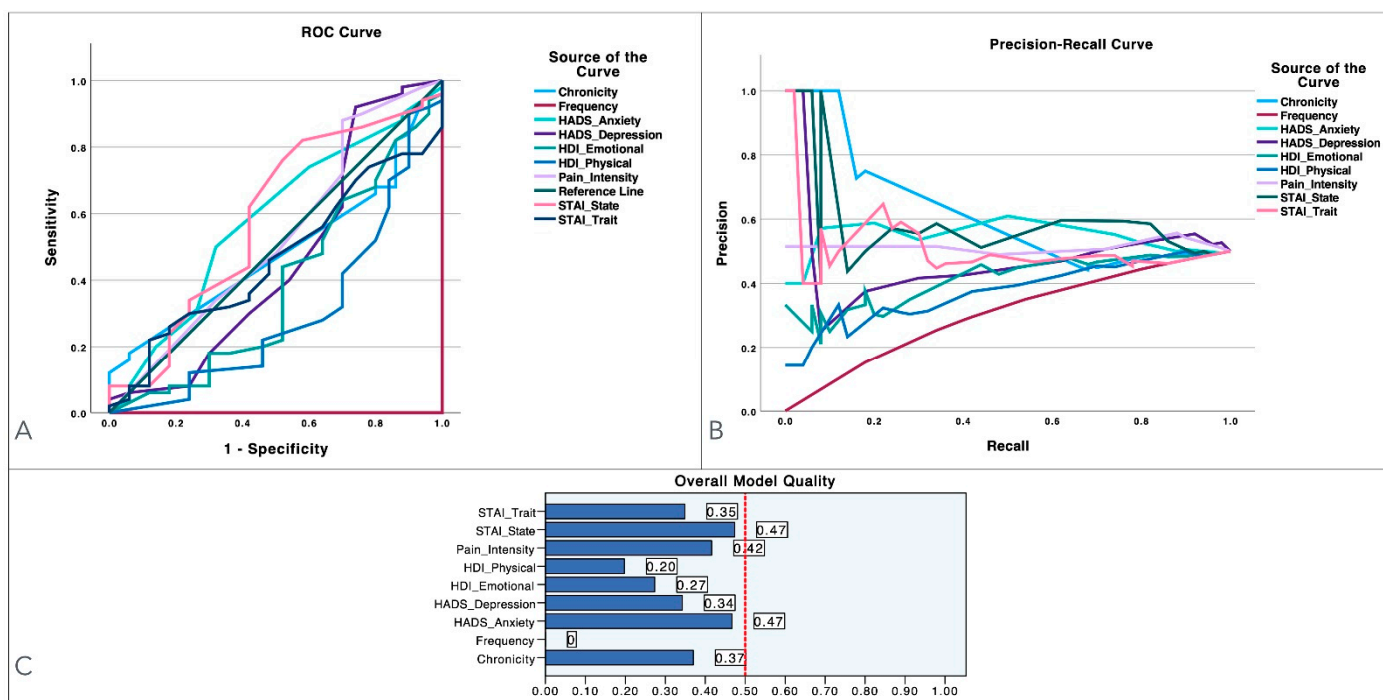 ROC Curve
Sensitivity
1.0
0.8
0.6
0.4
0.2
0.0
0.0 0.2 0.4 0.6 0.8 1.0
1 - Specificity
Source of the
Curve
Chronicity
Frequency
HADS_Anxiety
HADS_Depression
HDI_Emotional
HDI_Physical
Pain_Intensity
Reference Line
STAI_State
STAI_Trait
A
Precision-Recall Curve
Precision
1.0
0.8
0.6
0.4
0.2
0.0
0.0 0.2 0.4 0.6 0.8 1.0
Recall
Source of the
Curve
Chronicity
Frequency
HADS_Anxiety
HADS_Depression
HDI_Emotional
HDI_Physical
Pain_Intensity
STAI_State
STAI_Trait
B
Overall Model Quality
STAI_Trait 0.35
STAI_State 0.47
Pain_Intensity 0.42
HDI_Physical 0.20
HDI_Emotional 0.27
HADS_Depression 0.34
HADS_Anxiety 0.47
Frequency 0
Chronicity 0.37
0.00 0.10 0.20 0.30 0.40 0.50 0.60 0.70 0.80 0.90 1.00
C